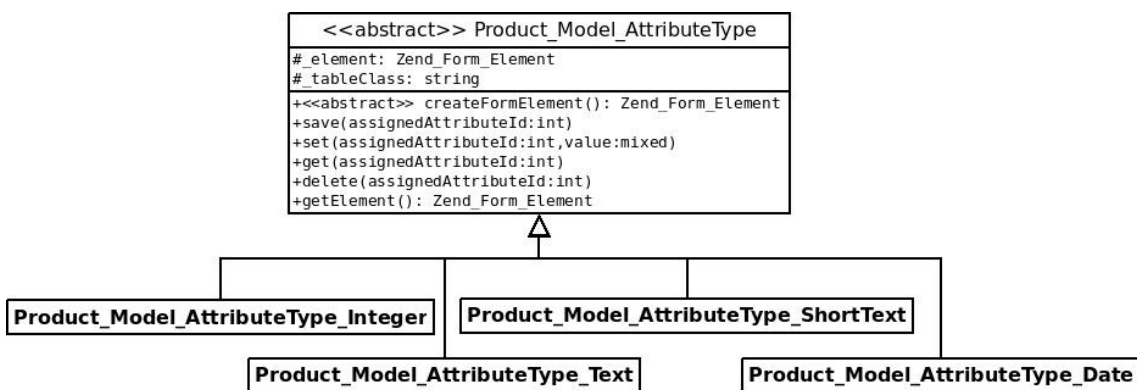 <<abstract>> Product_Model_AttributeType
#_element: Zend_Form_Element
#_tableClass: string
+<<abstract>> createFormElement(): Zend_Form_Element
+save(assignedAttributeId:int)
+set(assignedAttributeId:int,value:mixed)
+get(assignedAttributeId:int)
+delete(assignedAttributeId:int)
+getElement(): Zend_Form_Element
Product_Model_AttributeType_Integer
Product_Model_AttributeType_ShortText
Product_Model_AttributeType_Text
Product_Model_AttributeType_Date